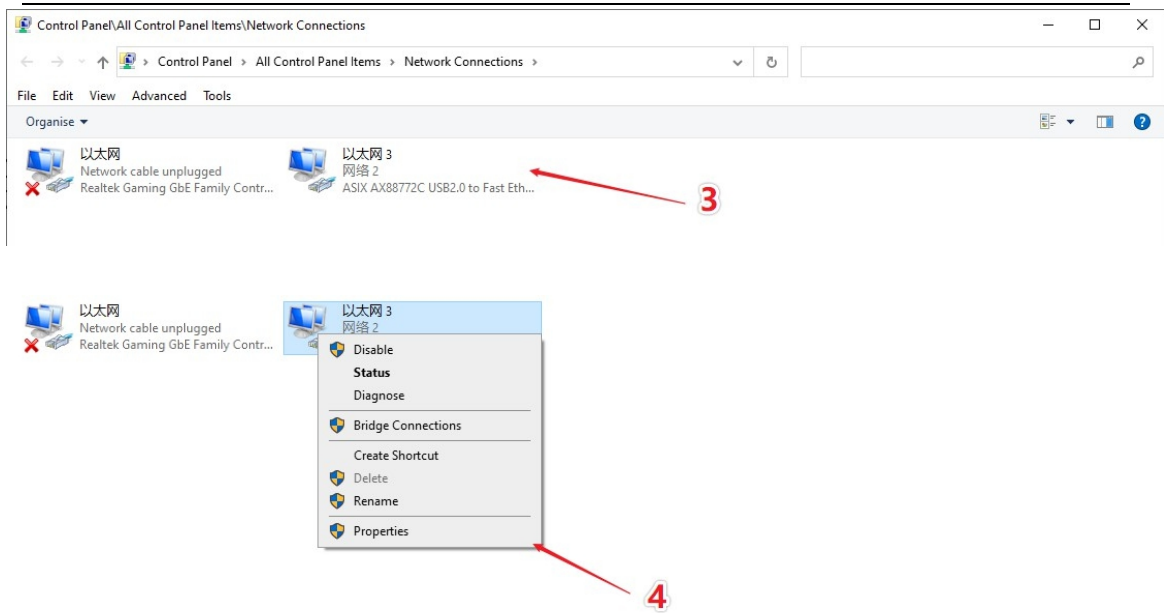 Control Panel\All Control Panel Items\Network Connections
Control Panel > All Control Panel Items > Network Connections >
File Edit View Advanced Tools
Organise
以太网
Network cable unplugged
Realtek Gaming GbE Family Contr...
以太网 3
网络 2
ASIX AX88772C USB2.0 to Fast Eth...
3
以太网
Network cable unplugged
Realtek Gaming GbE Family Contr...
以太网 3
网络 2
Disable
Status
Diagnose
Bridge Connections
Create Shortcut
Delete
Rename
Properties
4